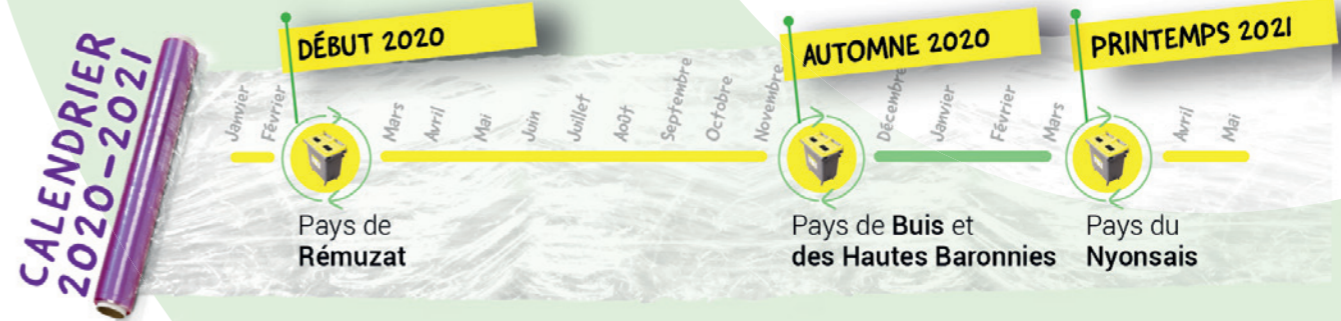 CALENDRIER
2020-2021
DÉBUT 2020
AUTOMNE 2020
PRINTEMPS 2021
Janvier
Février
Mars
Avril
Mai
Juin
Juillet
Août
Septembre
Octobre
Novembre
Décembre
Janvier
Février
Mars
Avril
Mai
Pays de
Rémuzat
Pays de Buis et
des Hautes Baronnies
Pays du
Nyonsais